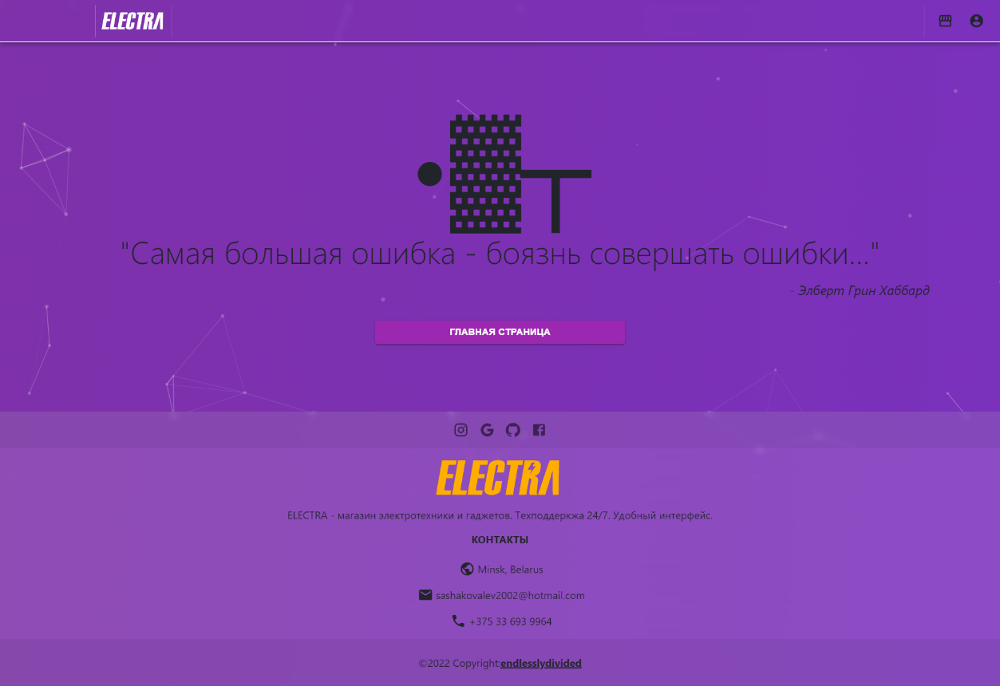 ELECTRA
"Самая большая ошибка - боязнь совершать ошибки..."
- Элберт Грин Хаббард
ГЛАВНАЯ СТРАНИЦА
ELECTRA
ELECTRA - магазин электротехники и гаджетов. Техподдеркжа 24/7. Удобный интерфейс.
КОНТАКТЫ
Minsk, Belarus
sashakovalev2002@hotmail.com
+375 33 693 9964
©2022 Copyright:endlesslydivided